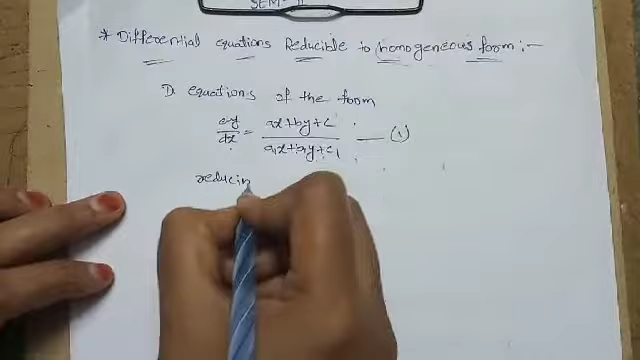 SEM - II
* Differential equations Reducible to homogeneous form :-
D. equations of the form
dy/dx = ax+by+c / a₁x+a₁y+c₁ — (1)
reducin